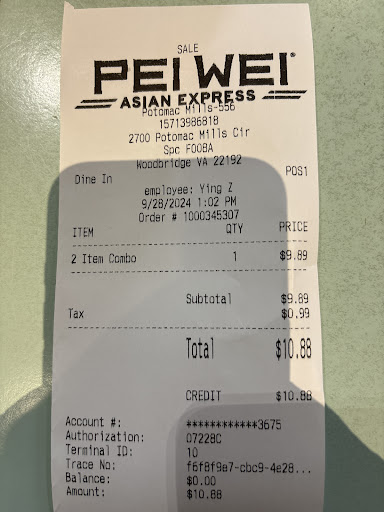 SALE
PEI WEI®
ASIAN EXPRESS
Potomac Mills-556
15713986818
2700 Potomac Mills Cir
Spc F00BA
Woodbridge VA 22192
Dine In POS1
employee: Ying Z
9/28/2024 1:02 PM
Order # 1000345307
ITEM QTY PRICE
2 Item Combo 1 $9.89
Subtotal $9.89
Tax $0.99
Total $10.88
CREDIT $10.88
Account #: ************3675
Authorization: 07228C
Terminal ID: 10
Trace No: f6f8f9e7-cbc9-4e28...
Balance: $0.00
Amount: $10.88